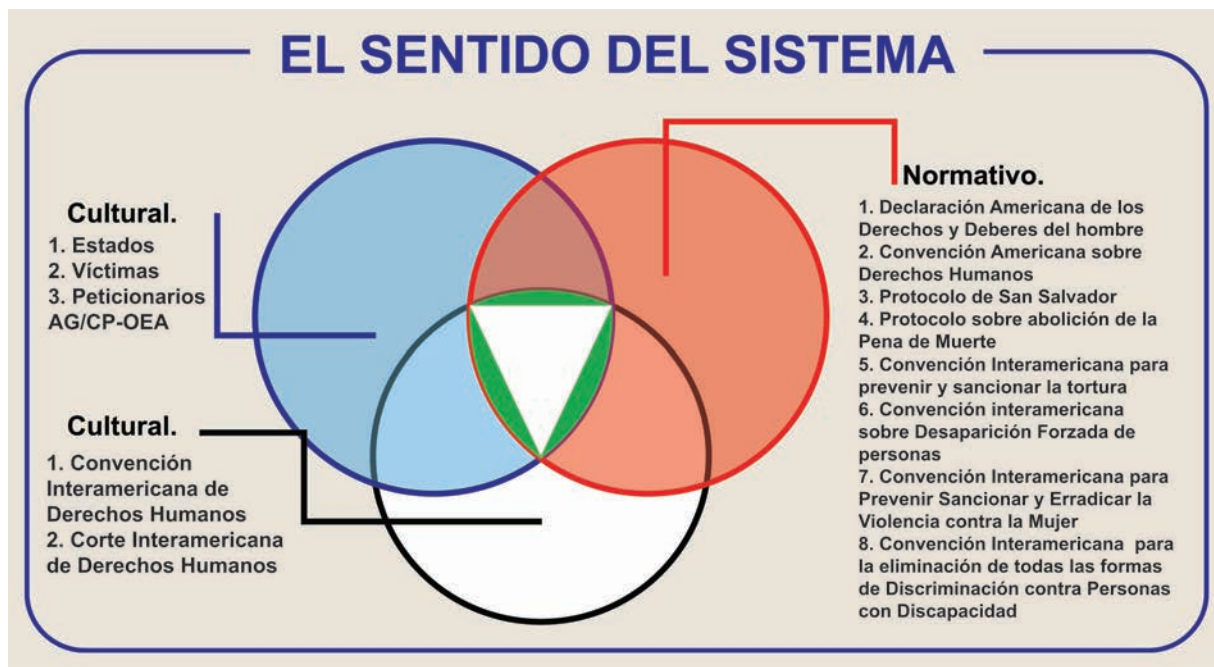 EL SENTIDO DEL SISTEMA
Cultural.
1. Estados
2. Víctimas
3. Peticionarios
AG/CP-OEA
Cultural.
1. Convención
Interamericana de
Derechos Humanos
2. Corte Interamericana
de Derechos Humanos
Normativo.
1. Declaración Americana de los
Derechos y Deberes del hombre
2. Convención Americana sobre
Derechos Humanos
3. Protocolo de San Salvador
4. Protocolo sobre abolición de la
Pena de Muerte
5. Convención Interamericana para
prevenir y sancionar la tortura
6. Convención interamericana
sobre Desaparición Forzada de
personas
7. Convención Interamericana para
Prevenir Sancionar y Erradicar la
Violencia contra la Mujer
8. Convención Interamericana para
la eliminación de todas las formas
de Discriminación contra Personas
con Discapacidad